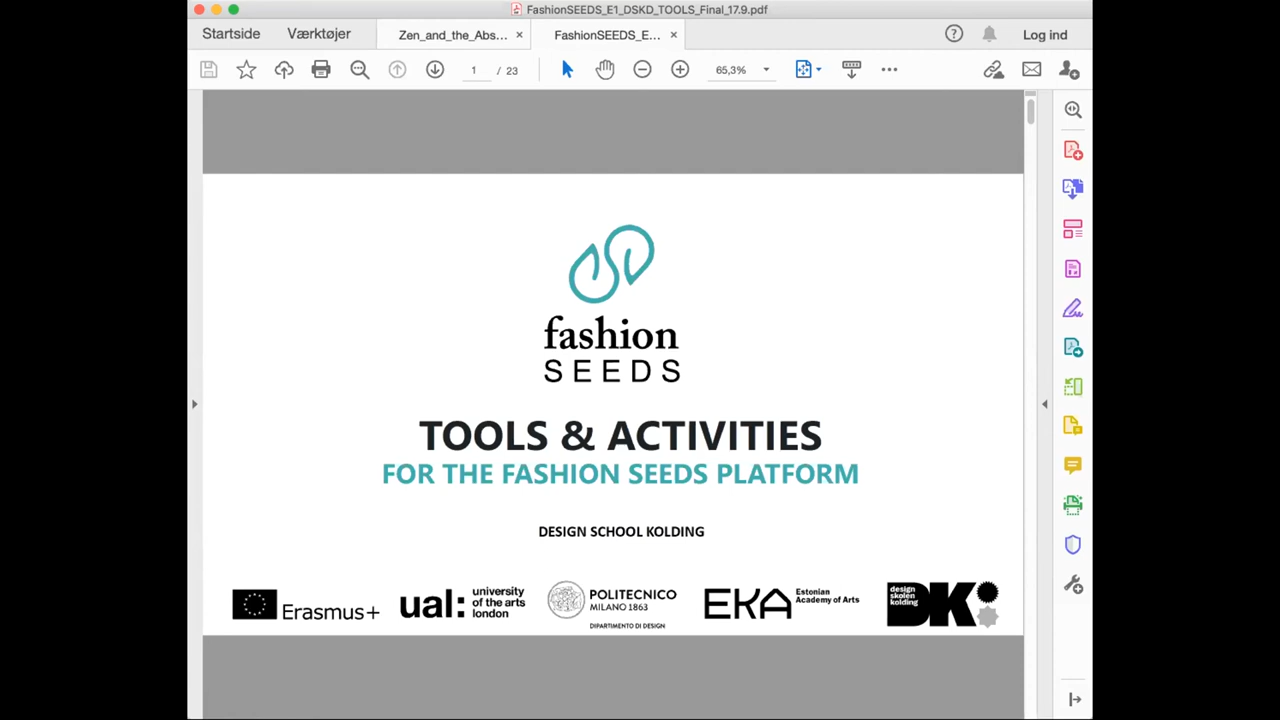 FashionSEEDS_E1_DSKD_TOOLS_Final_17.9.pdf
Startside Værktøjer Zen_and_the_Abs... × FashionSEEDS_E... × ? Log ind
1 / 23 65,3%
fashion
SEEDS
TOOLS & ACTIVITIES
FOR THE FASHION SEEDS PLATFORM
DESIGN SCHOOL KOLDING
Erasmus+
ual:
university
of the arts
london
POLITECNICO
MILANO 1863
DIPARTIMENTO DI DESIGN
EKA
Estonian
Academy of Arts
design
skolen
kolding
DK